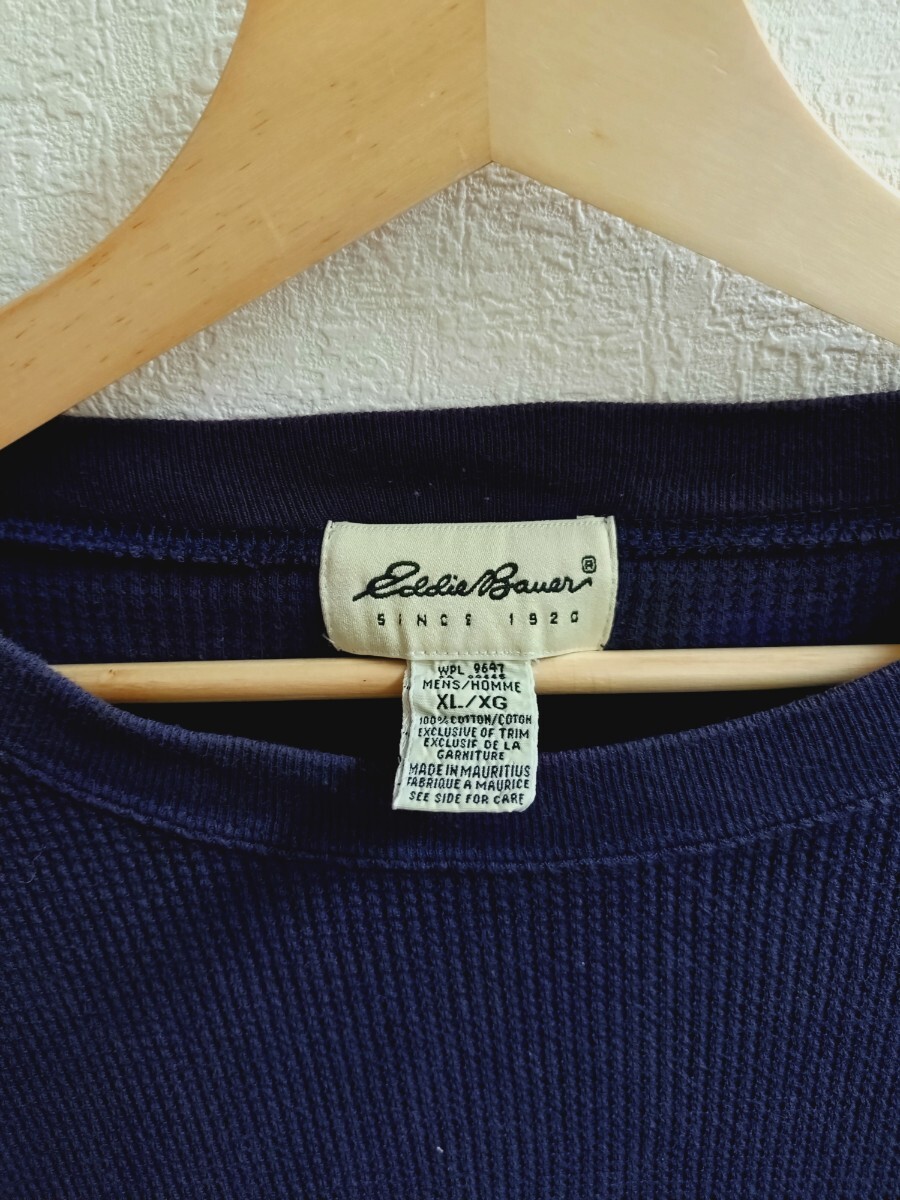 Eddie Bauer®
SINCE 1920
WPL 9647
MENS/HOMME
XL/XG
100% COTTON/COTON
EXCLUSIVE OF TRIM
EXCLUSIF DE LA
GARNITURE
MADE IN MAURITIUS
FABRIQUE A MAURICE
SEE SIDE FOR CARE